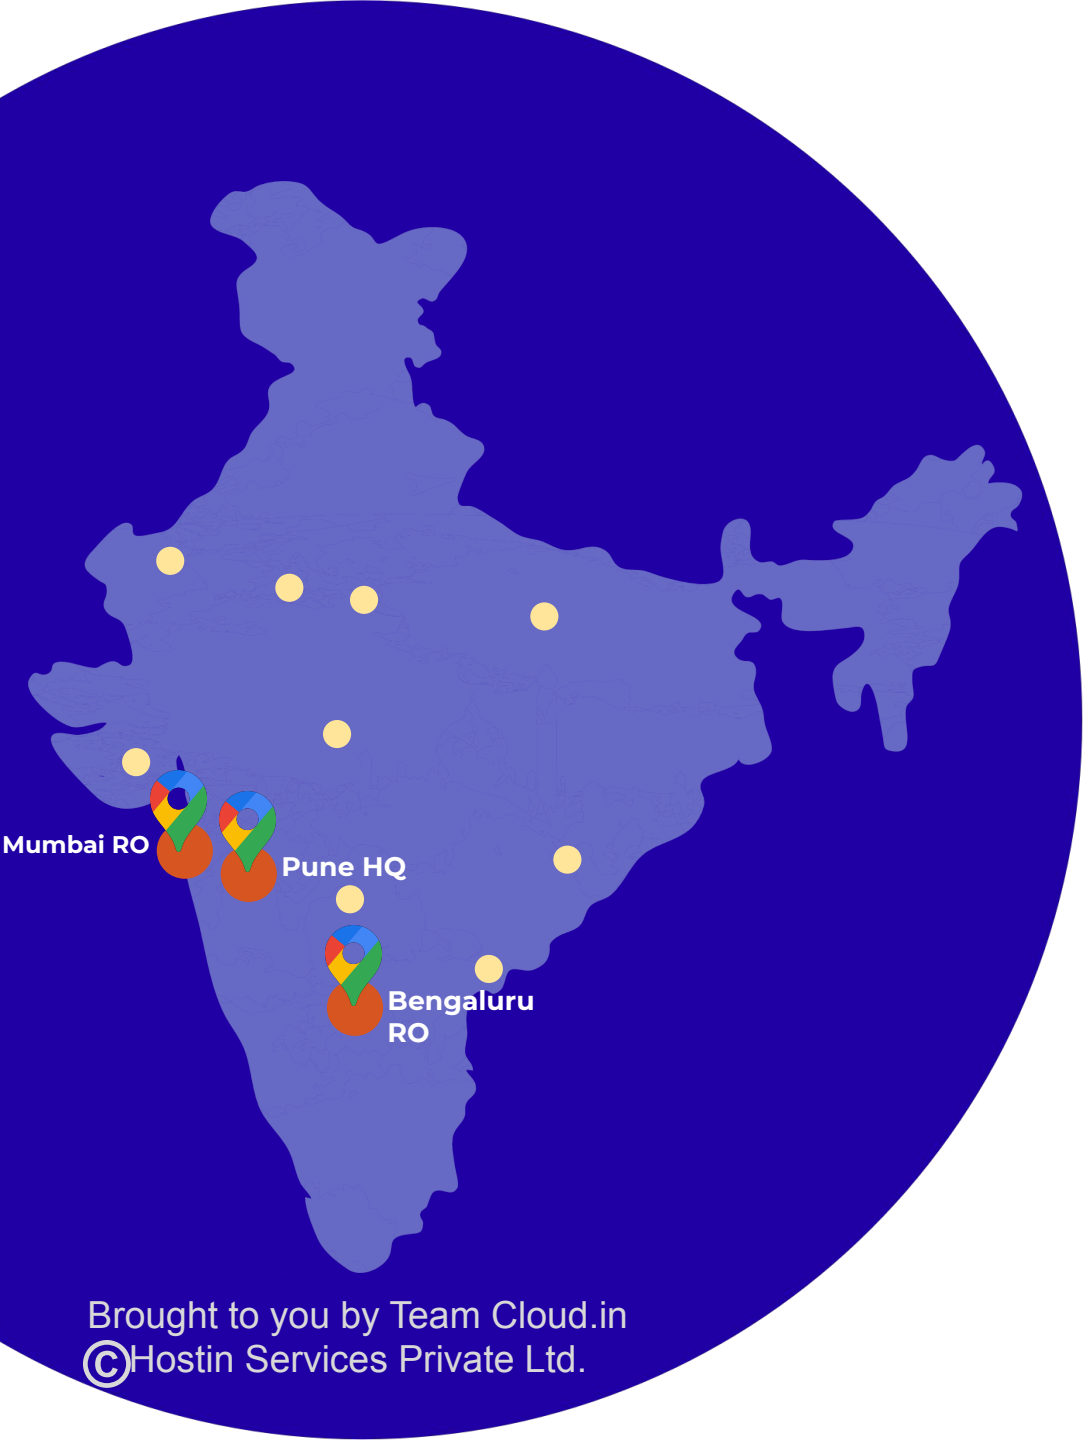 Mumbai RO
Pune HQ
Bengaluru
RO
Brought to you by Team Cloud.in
©Hostin Services Private Ltd.